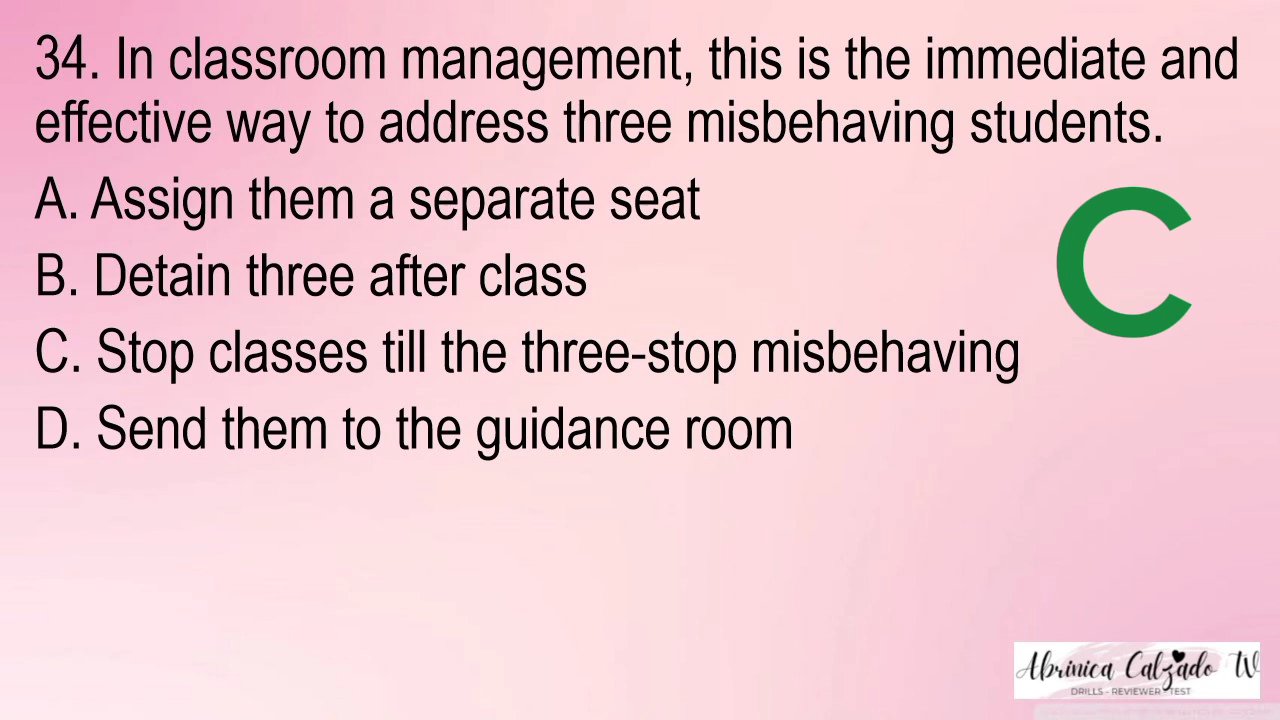 34. In classroom management, this is the immediate and
effective way to address three misbehaving students.
A. Assign them a separate seat
B. Detain three after class
C. Stop classes till the three-stop misbehaving
D. Send them to the guidance room
C
Abrinica Calzado TV
DRILLS - REVIEWER - TEST